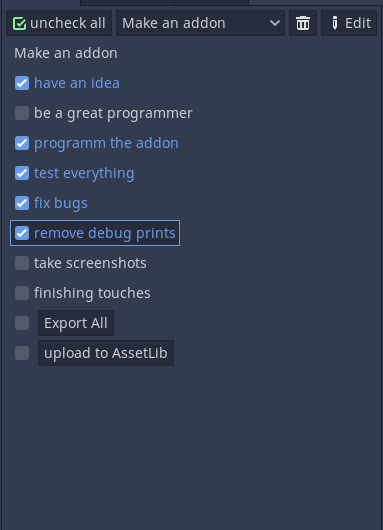 uncheck all Make an addon Edit
Make an addon
have an idea
be a great programmer
programm the addon
test everything
fix bugs
remove debug prints
take screenshots
finishing touches
Export All
upload to AssetLib